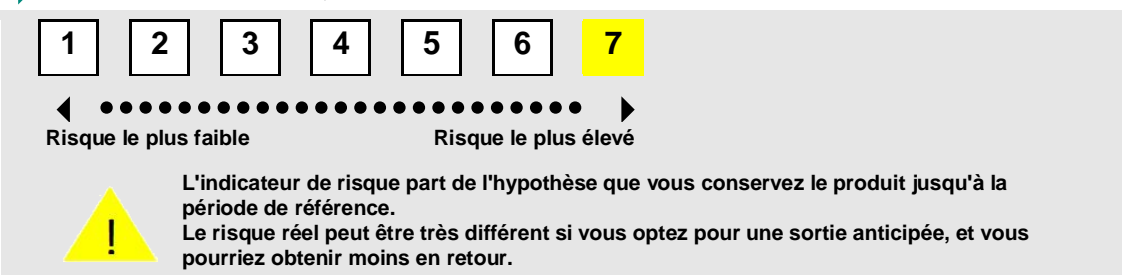 1 2 3 4 5 6 7
Risque le plus faible Risque le plus élevé
L'indicateur de risque part de l'hypothèse que vous conservez le produit jusqu'à la
période de référence.
Le risque réel peut être très différent si vous optez pour une sortie anticipée, et vous
pourriez obtenir moins en retour.
!